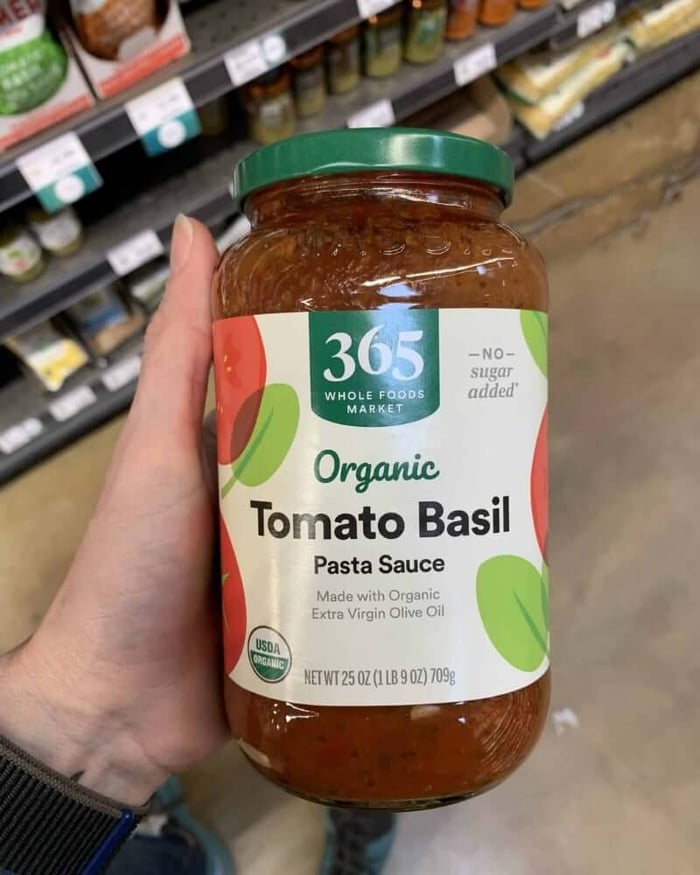 365
WHOLE FOODS
MARKET
—NO—
sugar
added*
Organic
Tomato Basil
Pasta Sauce
Made with Organic
Extra Virgin Olive Oil
USDA
ORGANIC
NET WT 25 OZ (1 LB 9 OZ) 709g